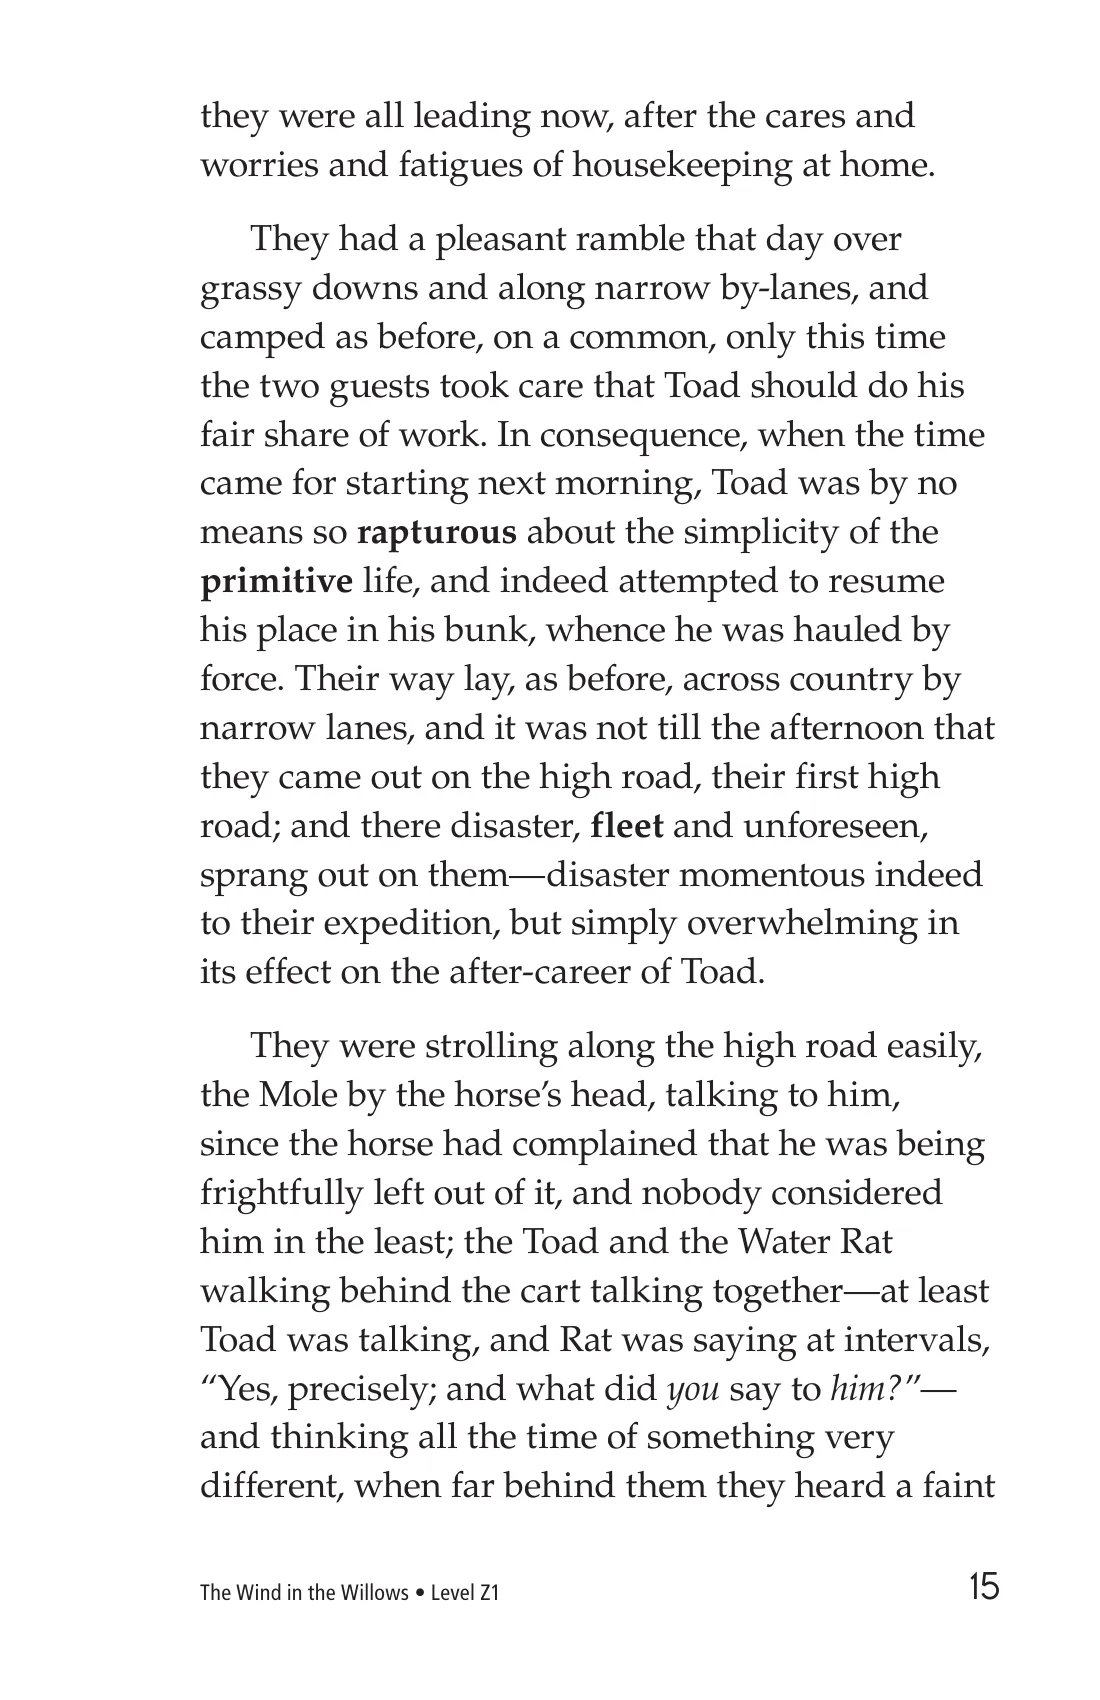 they were all leading now, after the cares and
worries and fatigues of housekeeping at home.
They had a pleasant ramble that day over
grassy downs and along narrow by-lanes, and
camped as before, on a common, only this time
the two guests took care that Toad should do his
fair share of work. In consequence, when the time
came for starting next morning, Toad was by no
means so rapturous about the simplicity of the
primitive life, and indeed attempted to resume
his place in his bunk, whence he was hauled by
force. Their way lay, as before, across country by
narrow lanes, and it was not till the afternoon that
they came out on the high road, their first high
road; and there disaster, fleet and unforeseen,
sprang out on them—disaster momentous indeed
to their expedition, but simply overwhelming in
its effect on the after-career of Toad.
They were strolling along the high road easily,
the Mole by the horse’s head, talking to him,
since the horse had complained that he was being
frightfully left out of it, and nobody considered
him in the least; the Toad and the Water Rat
walking behind the cart talking together—at least
Toad was talking, and Rat was saying at intervals,
“Yes, precisely; and what did you say to him?”—
and thinking all the time of something very
different, when far behind them they heard a faint
The Wind in the Willows • Level Z1
15